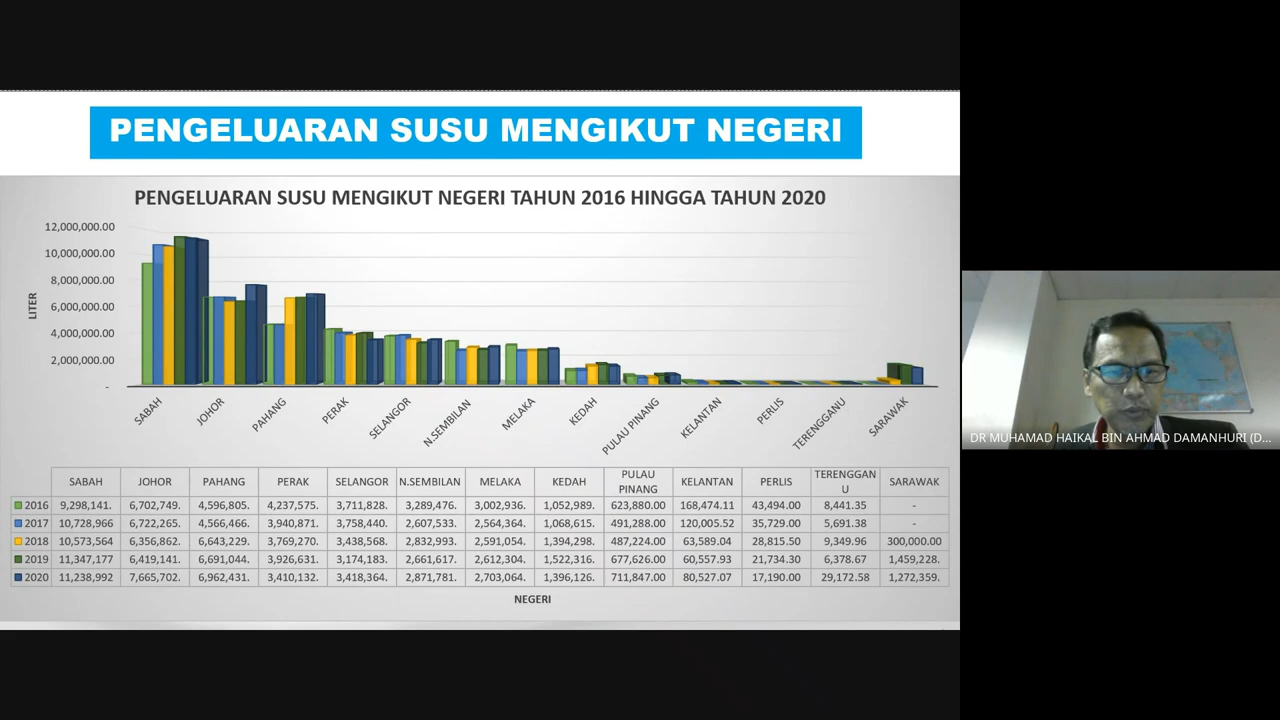 PENGELUARAN SUSU MENGIKUT NEGERI
PENGELUARAN SUSU MENGIKUT NEGERI TAHUN 2016 HINGGA TAHUN 2020
12,000,000.00
10,000,000.00
8,000,000.00
6,000,000.00
4,000,000.00
2,000,000.00
-
LITER
SABAH JOHOR PAHANG PERAK SELANGOR N.SEMBILAN MELAKA KEDAH PULAU PINANG KELANTAN PERLIS TERENGGANU SARAWAK
SABAH JOHOR PAHANG PERAK SELANGOR N.SEMBILAN MELAKA KEDAH PULAU PINANG KELANTAN PERLIS TERENGGANU SARAWAK
2016 9,298,141. 6,702,749. 4,596,805. 4,237,575. 3,711,828. 3,289,476. 3,002,936. 1,052,989. 623,880.00 168,474.11 43,494.00 8,441.35 -
2017 10,728,966 6,722,265. 4,566,466. 3,940,871. 3,758,440. 2,607,533. 2,564,364. 1,068,615. 491,288.00 120,005.52 35,729.00 5,691.38 -
2018 10,573,564 6,356,862. 6,643,229. 3,769,270. 3,438,568. 2,832,993. 2,591,054. 1,394,298. 487,224.00 63,589.04 28,815.50 9,349.96 300,000.00
2019 11,347,177 6,419,141. 6,691,044. 3,926,631. 3,174,183. 2,661,617. 2,612,304. 1,522,316. 677,626.00 60,557.93 21,734.30 6,378.67 1,459,228.
2020 11,238,992 7,665,702. 6,962,431. 3,410,132. 3,418,364. 2,871,781. 2,703,064. 1,396,126. 711,847.00 80,527.07 17,190.00 29,172.58 1,272,359.
NEGERI
DR MUHAMAD HAIKAL BIN AHMAD DAMANHURI (D...